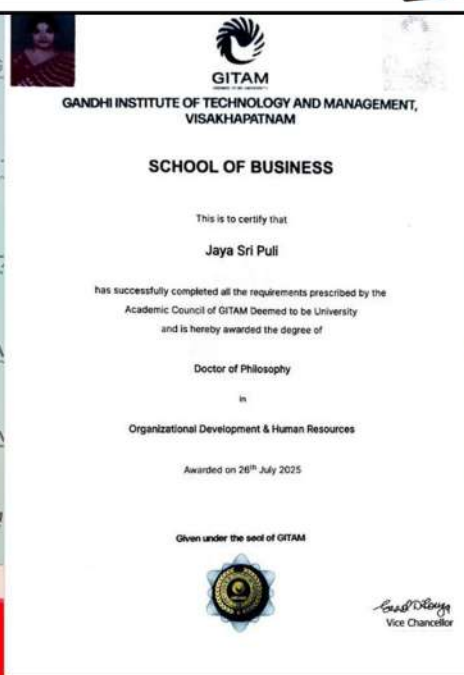 GITAM
GANDHI INSTITUTE OF TECHNOLOGY AND MANAGEMENT,
VISAKHAPATNAM
SCHOOL OF BUSINESS
This is to certify that
Jaya Sri Puli
has successfully completed all the requirements prescribed by the
Academic Council of GITAM Deemed to be University
and is hereby awarded the degree of
Doctor of Philosophy
in
Organizational Development & Human Resources
Awarded on 26th July 2025
Given under the seal of GITAM
Vice Chancellor